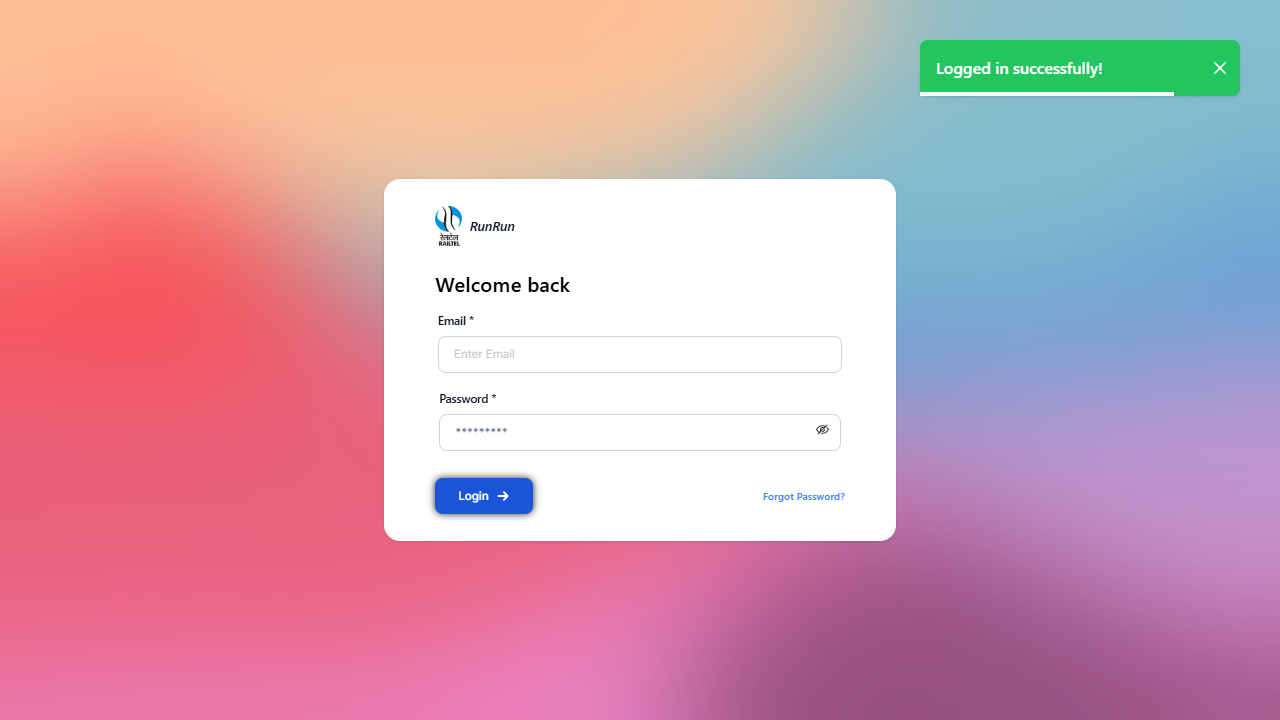 Logged in successfully!
रेलटेल
RAILTEL
RunRun
Welcome back
Email *
Enter Email
Password *
*********
Login
Forgot Password?